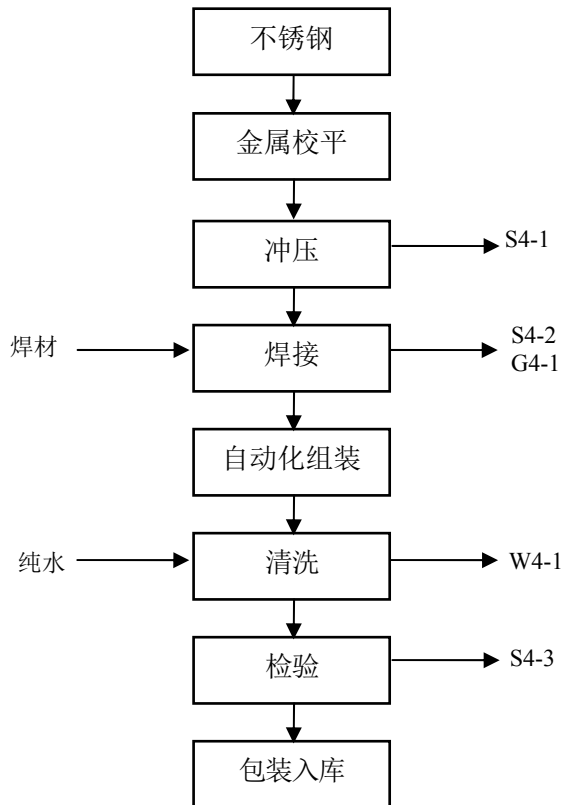 不锈钢
金属校平
冲压
S4-1
焊材
焊接
S4-2
G4-1
自动化组装
纯水
清洗
W4-1
检验
S4-3
包装入库